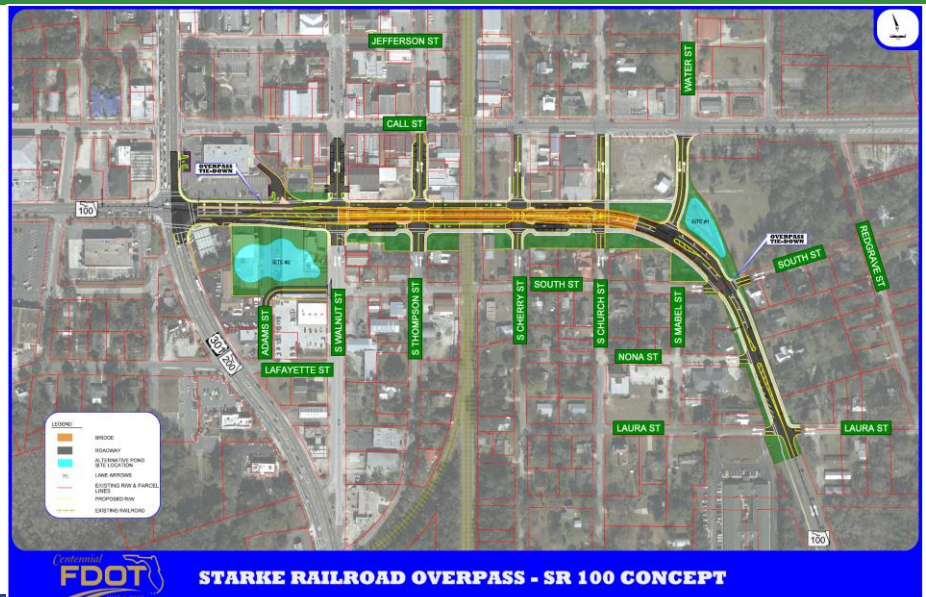 JEFFERSON ST
WATER ST
CALL ST
OVERPASS
TIE-DOWN
100
SITE #1
OVERPASS
TIE-DOWN
SOUTH ST
REDGRAVE ST
SITE #2
ADAMS ST
S WALNUT ST
S THOMPSON ST
S CHERRY ST
SOUTH ST
S CHURCH ST
S MABEL ST
301
200
LAFAYETTE ST
NONA ST
LAURA ST
LAURA ST
LEGEND
BRIDGE
ROADWAY
ALTERNATIVE POND
SITE LOCATION
LANE ARROWS
EXISTING R/W & PARCEL
LINES
PROPOSED R/W
EXISTING RAILROAD
100
Centennial
FDOT
STARKE RAILROAD OVERPASS - SR 100 CONCEPT